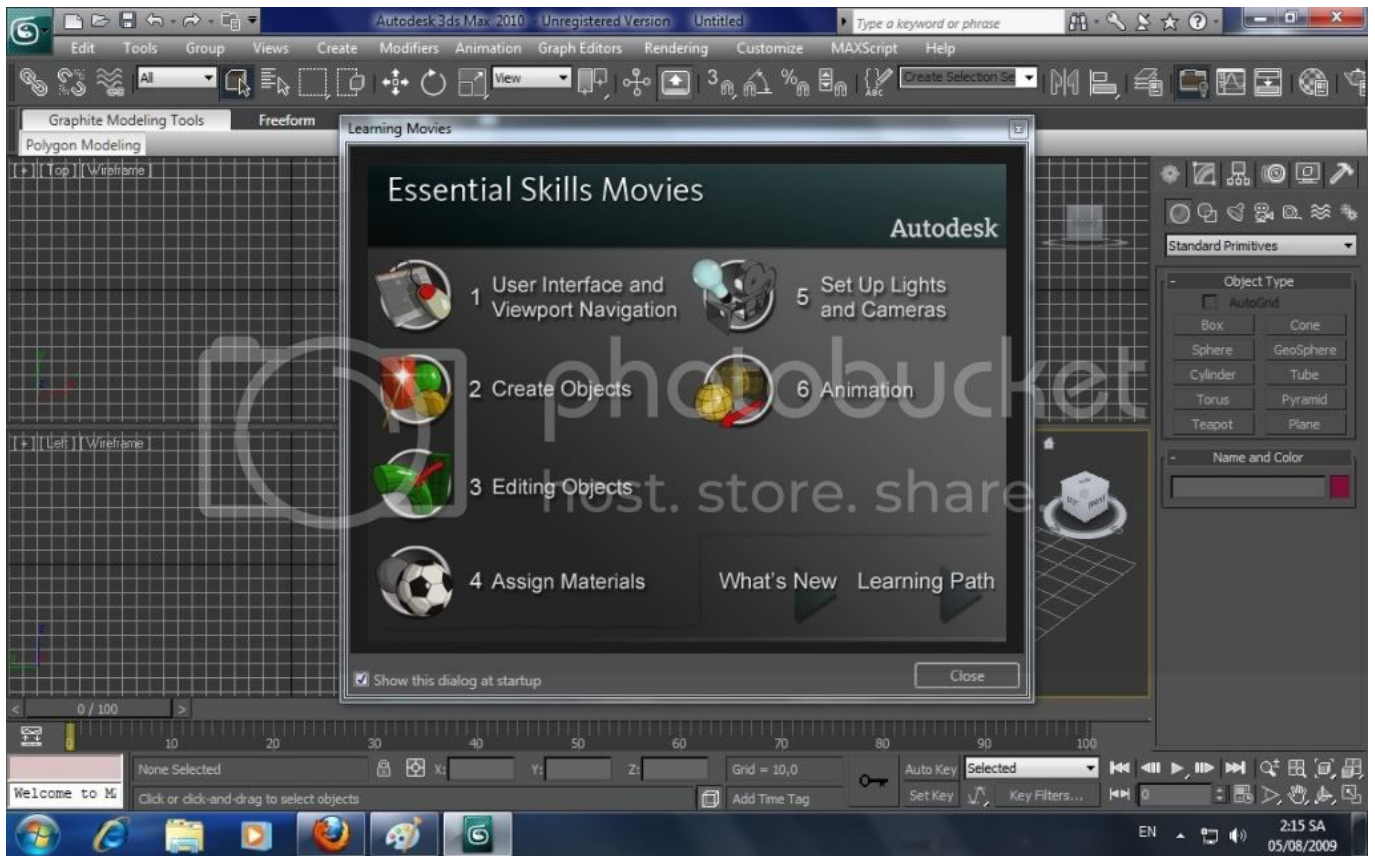 Autodesk 3ds Max 2010 - Unregistered Version Untitled
Type a keyword or phrase
Edit Tools Group Views Create Modifiers Animation Graph Editors Rendering Customize MAXScript Help
All
View
3
Create Selection Se
Graphite Modeling Tools Freeform
Polygon Modeling
[ + ] [ Top ] [ Wireframe ]
Learning Movies
Essential Skills Movies
Autodesk
1 User Interface and
Viewport Navigation
2 Create Objects
3 Editing Objects
4 Assign Materials
5 Set Up Lights
and Cameras
6 Animation
What's New Learning Path
Show this dialog at startup
Close
photobucket
host. store. share.
[ + ] [ Left ] [ Wireframe ]
Standard Primitives
- Object Type
AutoGrid
Box Cone
Sphere GeoSphere
Cylinder Tube
Torus Pyramid
Teapot Plane
- Name and Color
< 0 / 100 >
0 10 20 30 40 50 60 70 80 90 100
None Selected X: Y: Z: Grid = 10,0 Auto Key Selected
Welcome to M Click or click-and-drag to select objects Add Time Tag Set Key Key Filters... 0
EN 2:15 SA
05/08/2009